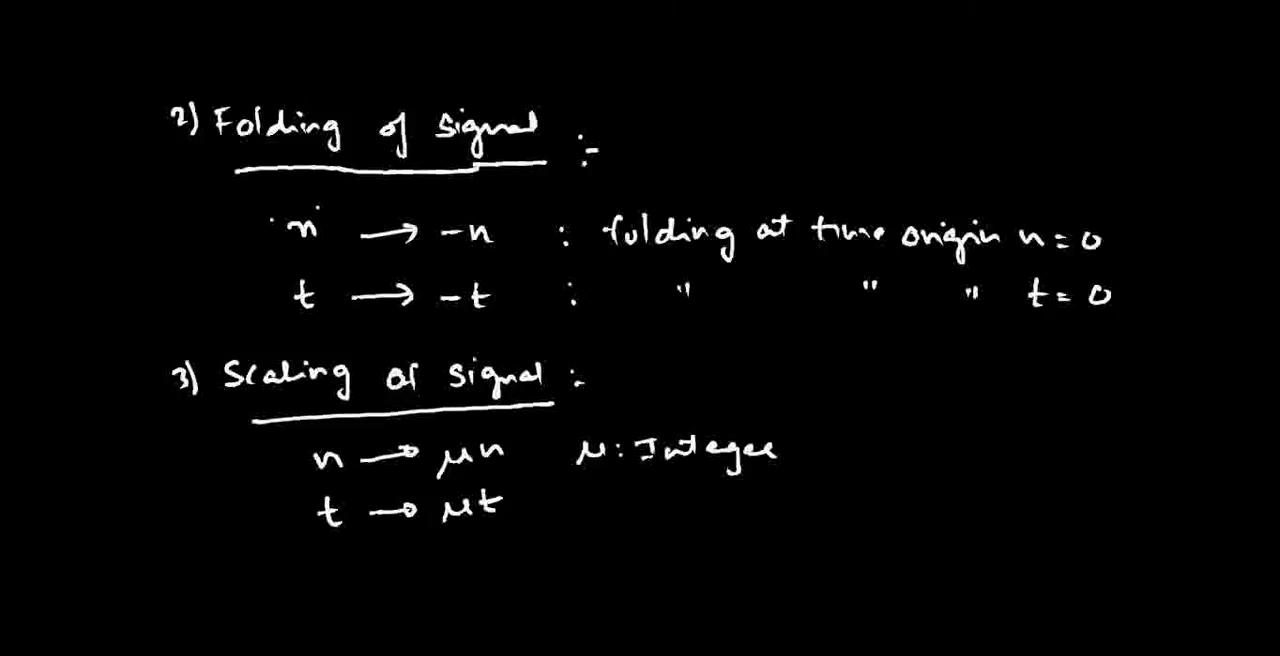 2) Folding of signal :-
'n' → -n : folding at time origin n = 0
t → -t : " " " t = 0
3) Scaling of signal :-
n → μn μ: Integer
t → μt